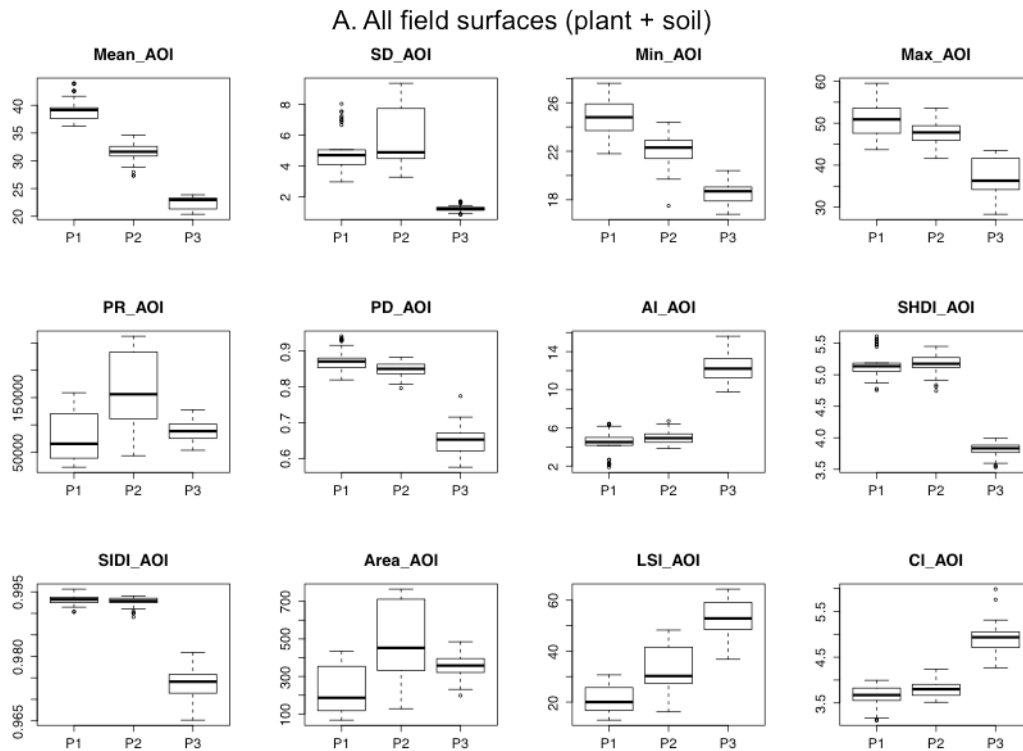 A. All field surfaces (plant + soil)
Mean_AOI SD_AOI Min_AOI Max_AOI
40 8 26 60
35 6 22 50
30 4 18 40
25 2 30
20
P1 P2 P3 P1 P2 P3 P1 P2 P3 P1 P2 P3
PR_AOI PD_AOI AI_AOI SHDI_AOI
150000 0.9 14 5.5
50000 0.8 10 5.0
0.7 6 4.5
0.6 4 4.0
2 3.5
P1 P2 P3 P1 P2 P3 P1 P2 P3 P1 P2 P3
SIDI_AOI Area_AOI LSI_AOI CI_AOI
0.995 700 60 5.5
0.980 500 40 4.5
0.965 300 20 3.5
100
P1 P2 P3 P1 P2 P3 P1 P2 P3 P1 P2 P3